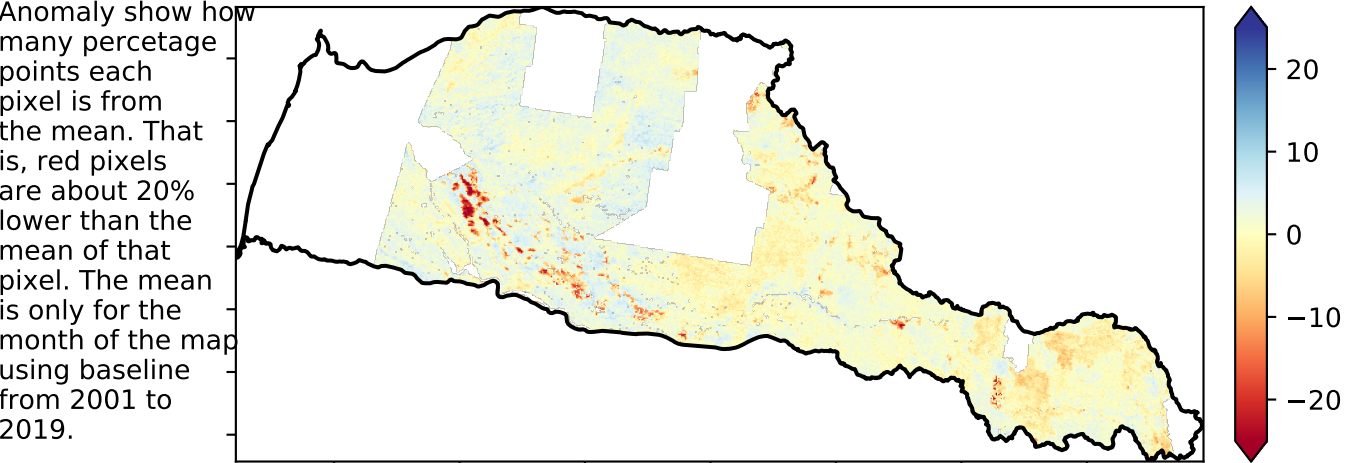 Anomaly show how
many percetage
points each
pixel is from
the mean. That
is, red pixels
are about 20%
lower than the
mean of that
pixel. The mean
is only for the
month of the map
using baseline
from 2001 to
2019.
20
10
0
−10
−20